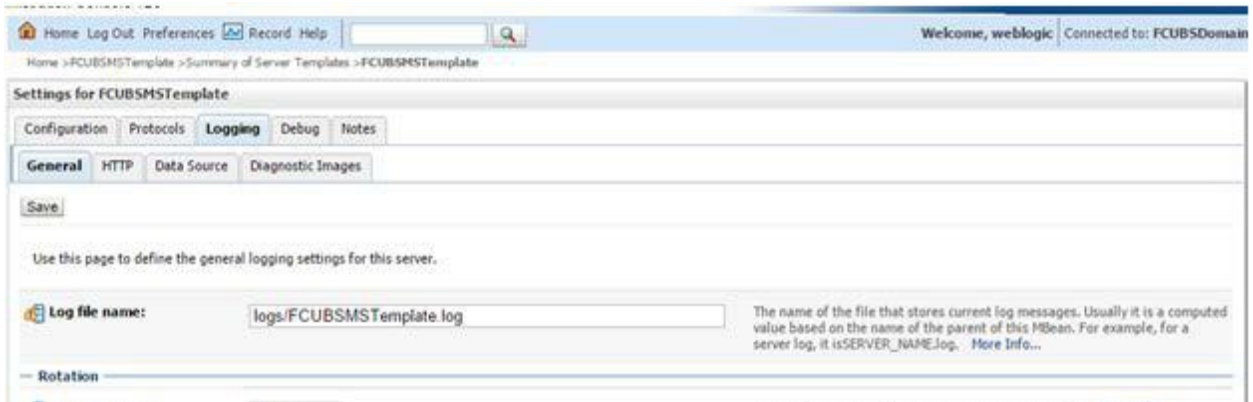 Home Log Out Preferences Record Help
Welcome, weblogic Connected to: FCUBSDomain
Home >FCUBSMSTemplate >Summary of Server Templates >FCUBSMSTemplate
Settings for FCUBSMSTemplate
Configuration Protocols Logging Debug Notes
General HTTP Data Source Diagnostic Images
Save
Use this page to define the general logging settings for this server.
Log file name:
logs/FCUBSMSTemplate.log
The name of the file that stores current log messages. Usually it is a computed
value based on the name of the parent of this MBean. For example, for a
server log, it isSERVER_NAME.log. More Info...
Rotation